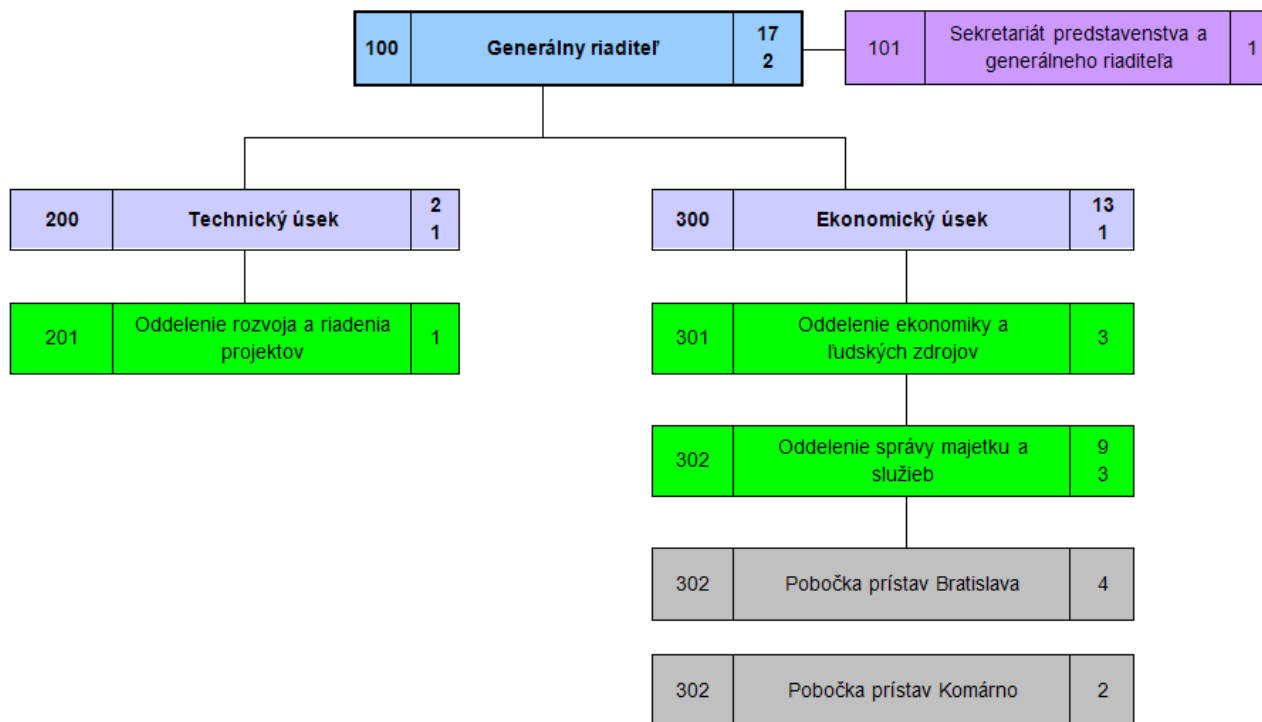 100
Generálny riaditeľ
17
2
101
Sekretariát predstavenstva a
generálneho riaditeľa
1
200
Technický úsek
2
1
300
Ekonomický úsek
13
1
201
Oddelenie rozvoja a riadenia
projektov
1
301
Oddelenie ekonomiky a
ľudských zdrojov
3
302
Oddelenie správy majetku a
služieb
9
3
302
Pobočka prístav Bratislava
4
302
Pobočka prístav Komárno
2